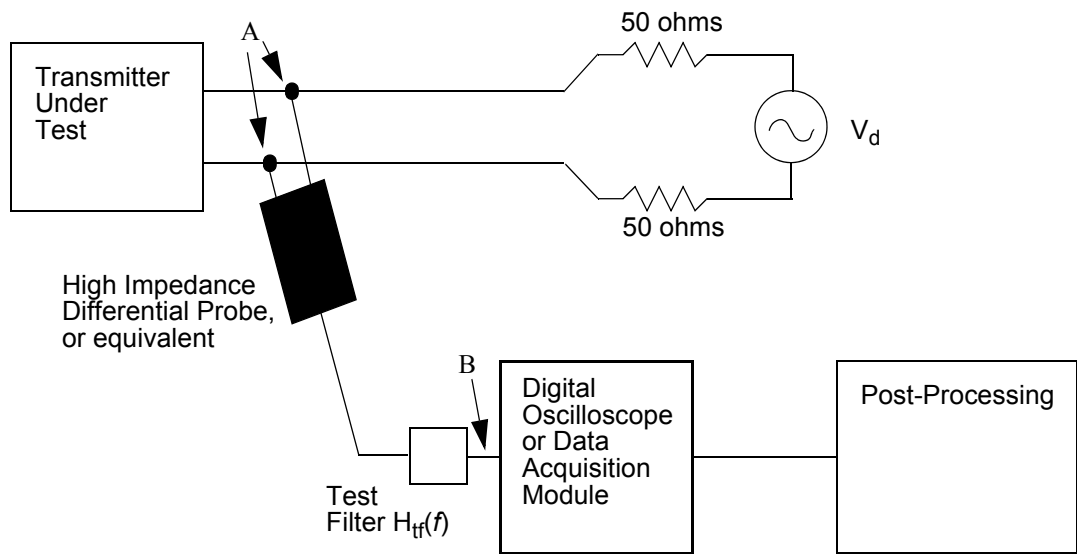 50 ohms
A
Transmitter
Under
Test
V_d
50 ohms
High Impedance
Differential Probe,
or equivalent
B
Digital
Oscilloscope
or Data
Acquisition
Module
Post-Processing
Test
Filter H_tf(f)